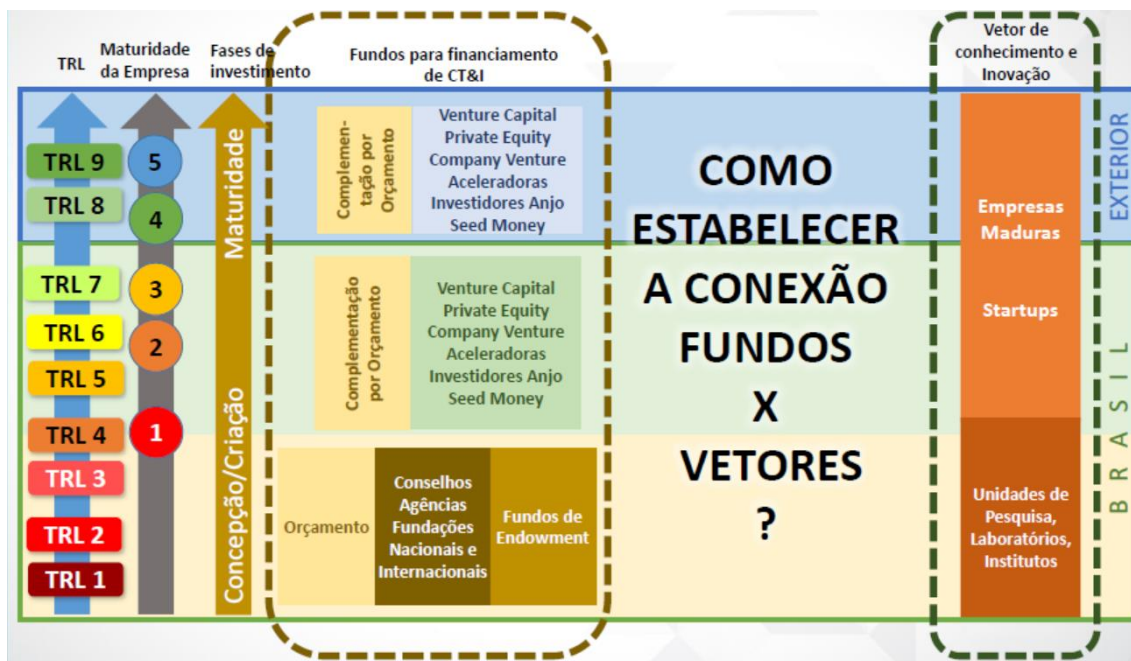 TRL
Maturidade
da Empresa
Fases de
investimento
Fundos para financiamento
de CT&I
Vetor de
conhecimento e
Inovação
TRL 9
TRL 8
TRL 7
TRL 6
TRL 5
TRL 4
TRL 3
TRL 2
TRL 1
5
4
3
2
1
Maturidade
Concepção/Criação
Complemen-
tação por
Orçamento
Venture Capital
Private Equity
Company Venture
Aceleradoras
Investidores Anjo
Seed Money
Complementação
por Orçamento
Venture Capital
Private Equity
Company Venture
Aceleradoras
Investidores Anjo
Seed Money
Orçamento
Conselhos
Agências
Fundações
Nacionais e
Internacionais
Fundos de
Endowment
COMO
ESTABELECER
A CONEXÃO
FUNDOS
X
VETORES
?
Empresas
Maduras
Startups
Unidades de
Pesquisa,
Laboratórios,
Institutos
EXTERIOR
BRASIL